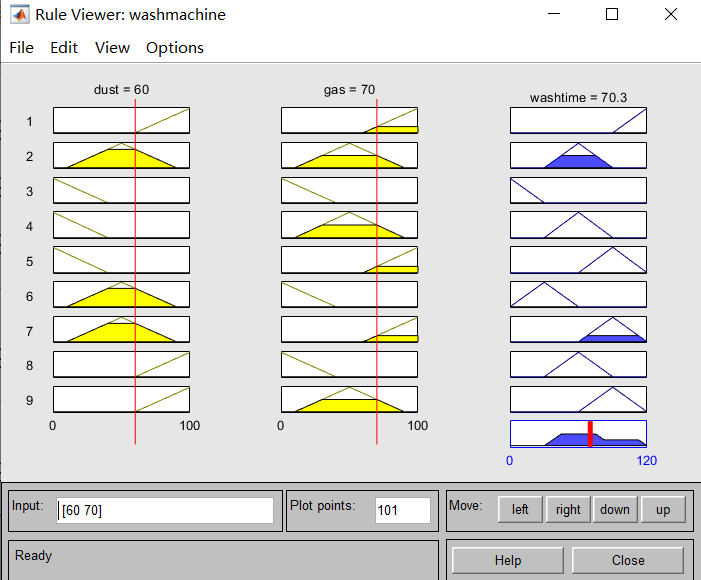 Rule Viewer: washmachine
File Edit View Options
dust = 60 gas = 70 washtime = 70.3
1
2
3
4
5
6
7
8
9
0 100 0 100
0 120
Input: [60 70] Plot points: 101 Move: left right down up
Ready Help Close